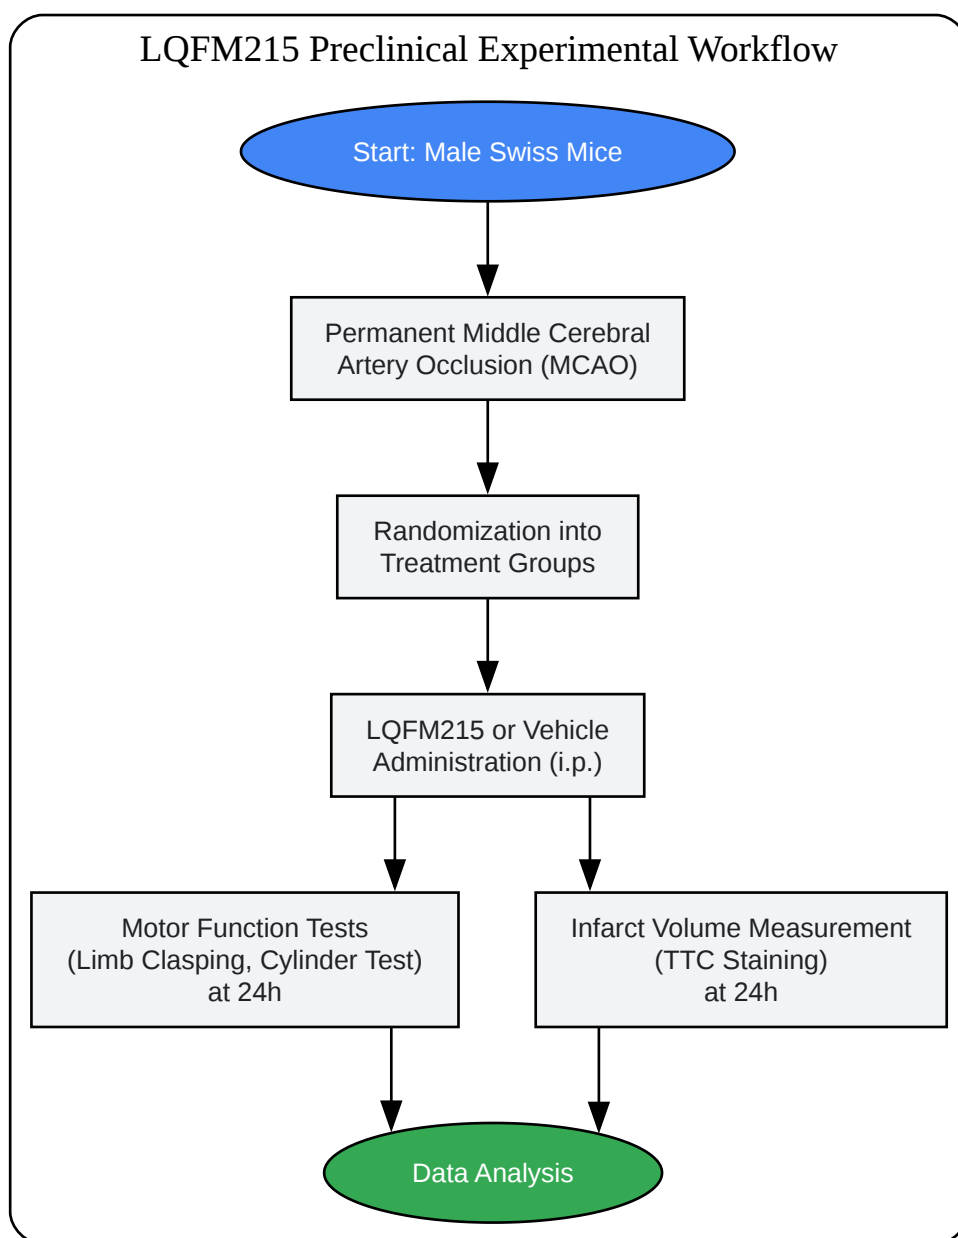 LQFM215 Preclinical Experimental Workflow
Start: Male Swiss Mice
Permanent Middle Cerebral
Artery Occlusion (MCAO)
Randomization into
Treatment Groups
LQFM215 or Vehicle
Administration (i.p.)
Motor Function Tests
(Limb Clasping, Cylinder Test)
at 24h
Infarct Volume Measurement
(TTC Staining)
at 24h
Data Analysis